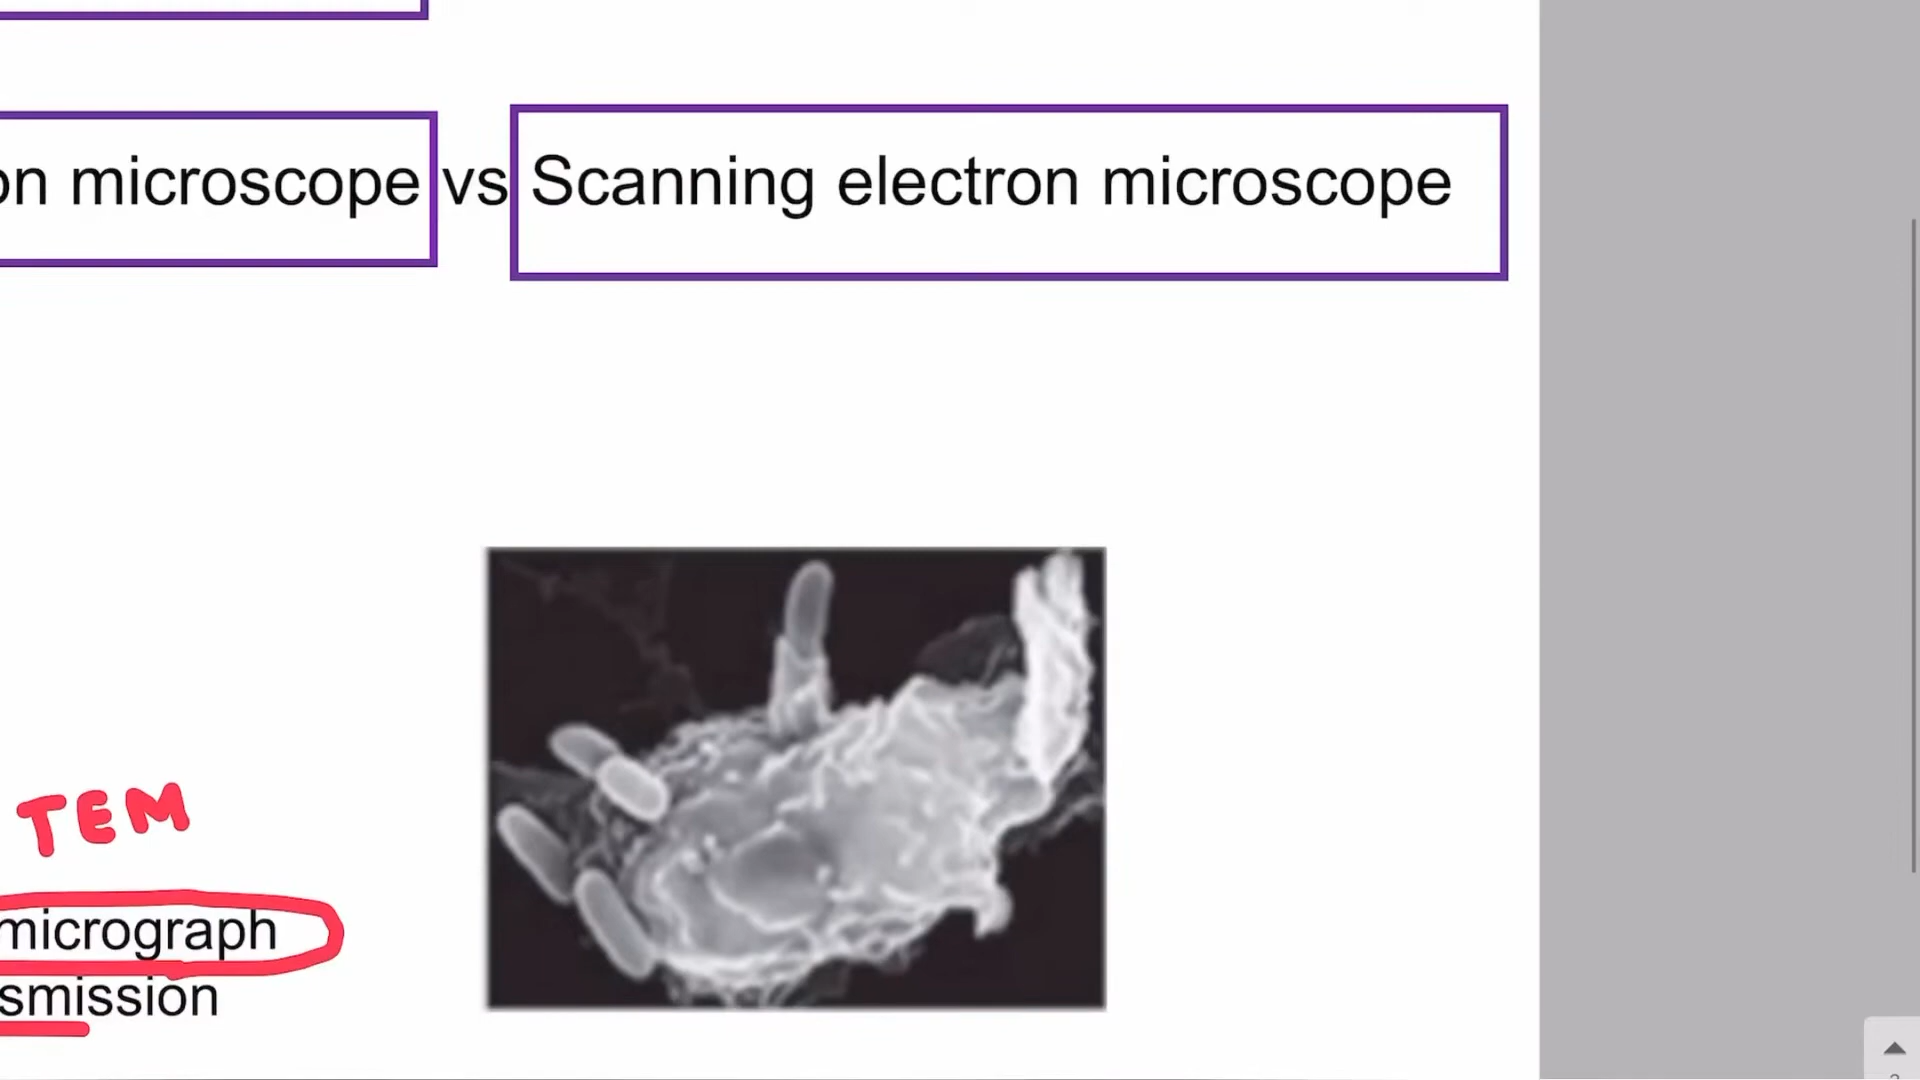 on microscope vs Scanning electron microscope
TEM
micrograph
smission